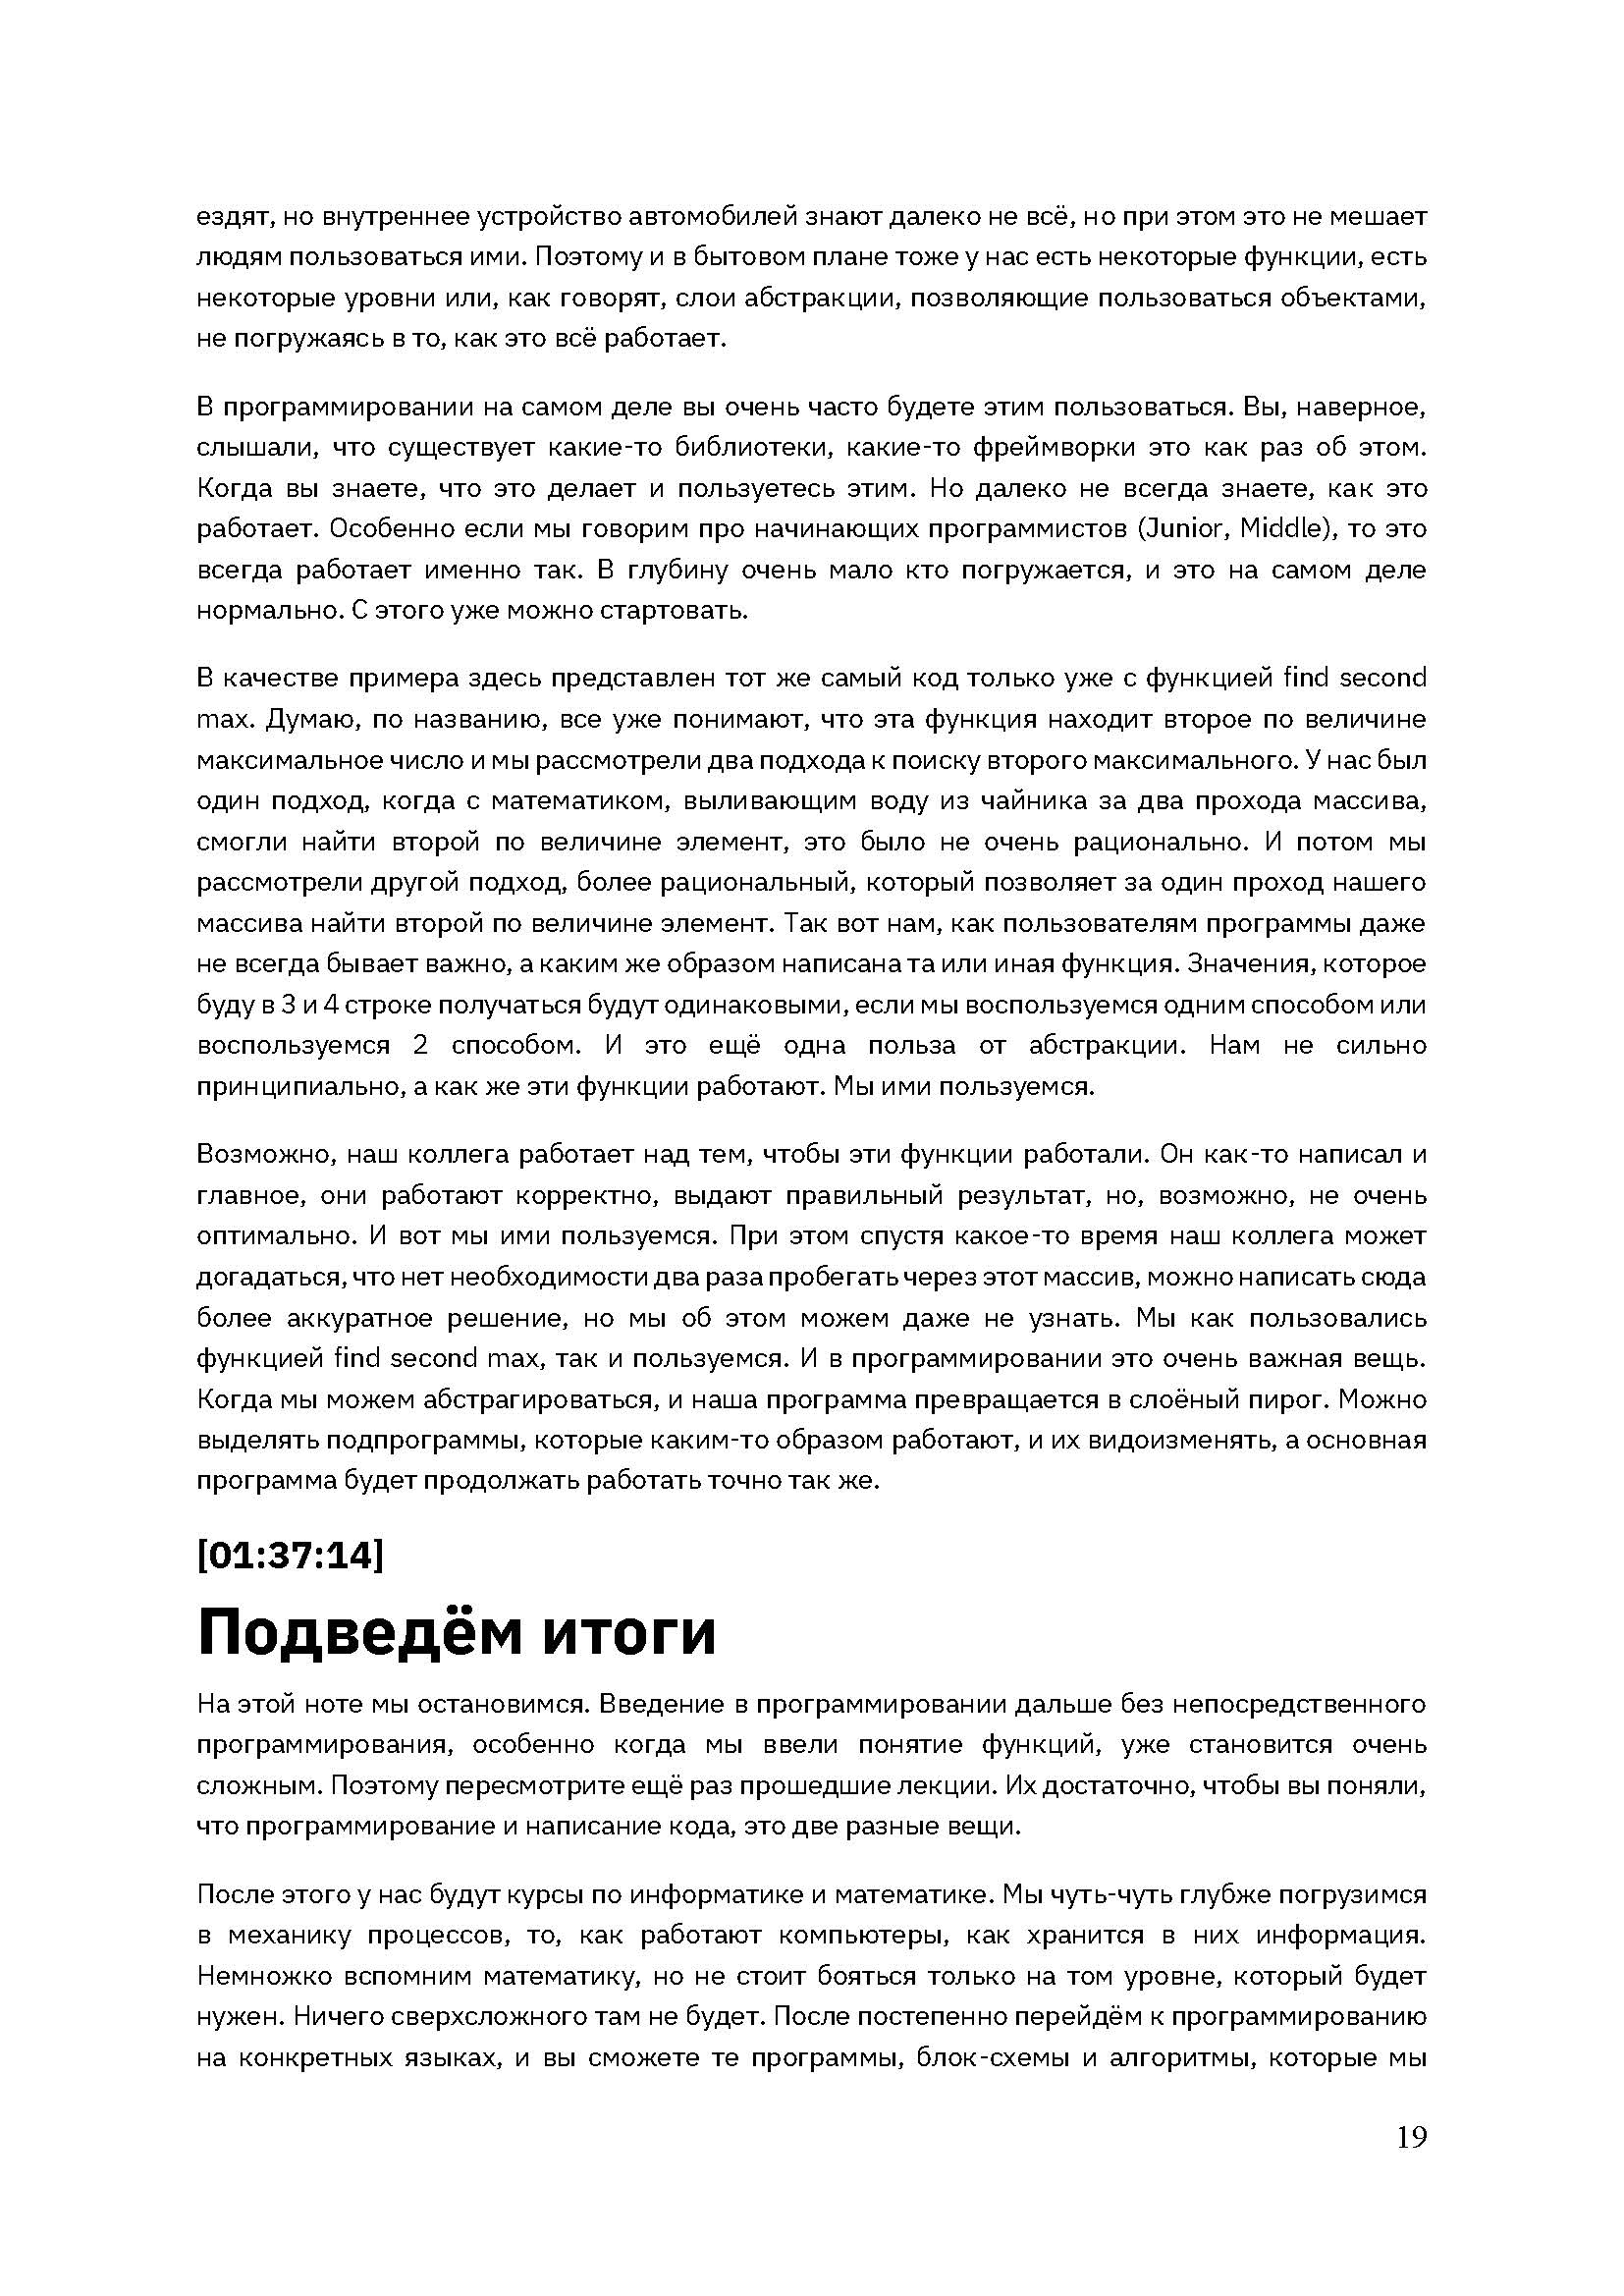 ездят, но внутреннее устройство автомобилей знают далеко не всё, но при этом это не мешает
людям пользоваться ими. Поэтому и в бытовом плане тоже у нас есть некоторые функции, есть
некоторые уровни или, как говорят, слои абстракции, позволяющие пользоваться объектами,
не погружаясь в то, как это всё работает.
В программировании на самом деле вы очень часто будете этим пользоваться. Вы, наверное,
слышали, что существует какие-то библиотеки, какие-то фреймворки это как раз об этом.
Когда вы знаете, что это делает и пользуетесь этим. Но далеко не всегда знаете, как это
работает. Особенно если мы говорим про начинающих программистов (Junior, Middle), то это
всегда работает именно так. В глубину очень мало кто погружается, и это на самом деле
нормально. С этого уже можно стартовать.
В качестве примера здесь представлен тот же самый код только уже с функцией find second
max. Думаю, по названию, все уже понимают, что эта функция находит второе по величине
максимальное число и мы рассмотрели два подхода к поиску второго максимального. У нас был
один подход, когда с математиком, выливающим воду из чайника за два прохода массива,
смогли найти второй по величине элемент, это было не очень рационально. И потом мы
рассмотрели другой подход, более рациональный, который позволяет за один проход нашего
массива найти второй по величине элемент. Так вот нам, как пользователям программы даже
не всегда бывает важно, а каким же образом написана та или иная функция. Значения, которое
буду в 3 и 4 строке получаться будут одинаковыми, если мы воспользуемся одним способом или
воспользуемся 2 способом. И это ещё одна польза от абстракции. Нам не сильно
принципиально, а как же эти функции работают. Мы ими пользуемся.
Возможно, наш коллега работает над тем, чтобы эти функции работали. Он как-то написал и
главное, они работают корректно, выдают правильный результат, но, возможно, не очень
оптимально. И вот мы ими пользуемся. При этом спустя какое-то время наш коллега может
догадаться, что нет необходимости два раза пробегать через этот массив, можно написать сюда
более аккуратное решение, но мы об этом можем даже не узнать. Мы как пользовались
функцией find second max, так и пользуемся. И в программировании это очень важная вещь.
Когда мы можем абстрагироваться, и наша программа превращается в слоёный пирог. Можно
выделять подпрограммы, которые каким-то образом работают, и их видоизменять, а основная
программа будет продолжать работать точно так же.
[01:37:14]
Подведём итоги
На этой ноте мы остановимся. Введение в программировании дальше без непосредственного
программирования, особенно когда мы ввели понятие функций, уже становится очень
сложным. Поэтому пересмотрите ещё раз прошедшие лекции. Их достаточно, чтобы вы поняли,
что программирование и написание кода, это две разные вещи.
После этого у нас будут курсы по информатике и математике. Мы чуть-чуть глубже погрузимся
в механику процессов, то, как работают компьютеры, как хранится в них информация.
Немножко вспомним математику, но не стоит бояться только на том уровне, который будет
нужен. Ничего сверхсложного там не будет. После постепенно перейдём к программированию
на конкретных языках, и вы сможете те программы, блок-схемы и алгоритмы, которые мы
19